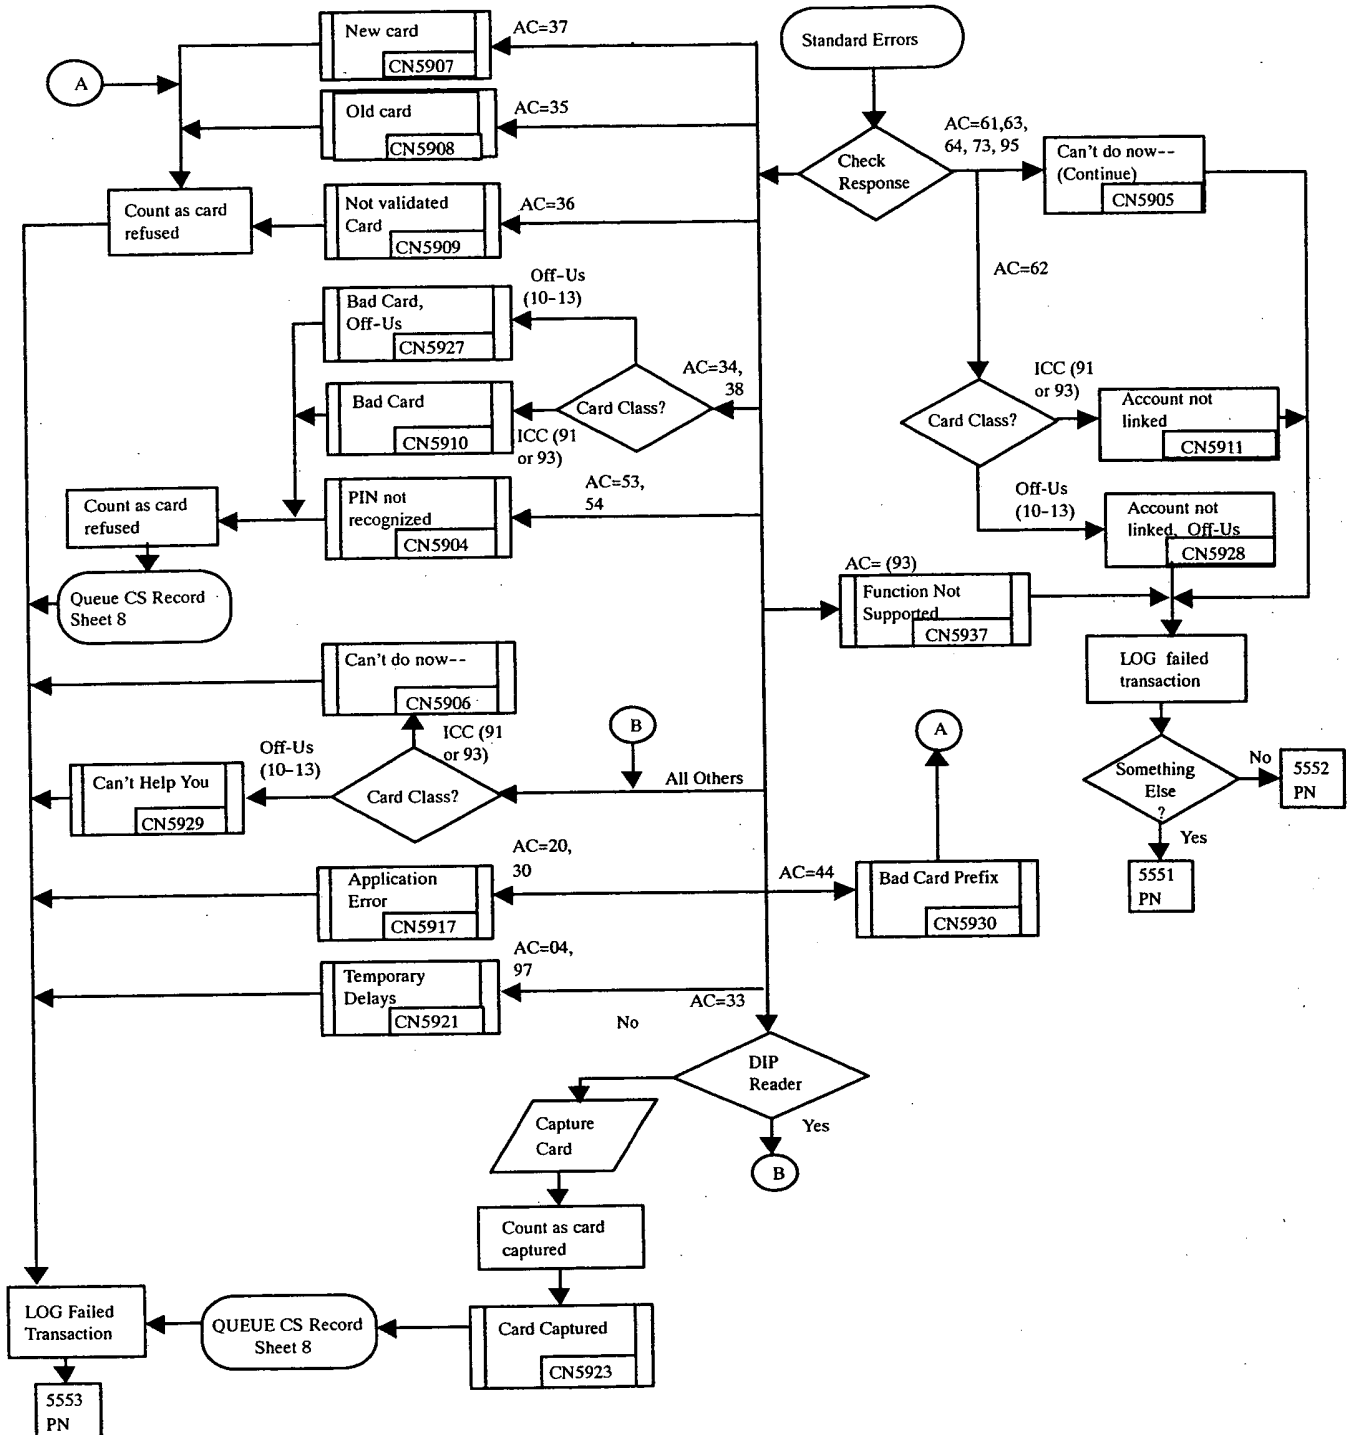 Standard Errors
New card
CN5907
AC=37
A
Old card
CN5908
AC=35
Check
Response
AC=61,63,
64, 73, 95
Can't do now--
(Continue)
CN5905
Count as card
refused
Not validated
Card
CN5909
AC=36
AC=62
Bad Card,
Off-Us
CN5927
Off-Us
(10-13)
Bad Card
CN5910
ICC (91
or 93)
Card Class?
AC=34,
38
Card Class?
ICC (91
or 93)
Account not
linked
CN5911
Off-Us
(10-13)
Account not
linked, Off-Us
CN5928
Count as card
refused
PIN not
recognized
CN5904
AC=53,
54
Queue CS Record
Sheet 8
AC= (93)
Function Not
Supported
CN5937
LOG failed
transaction
Can't do now--
CN5906
ICC (91
or 93)
Off-Us
(10-13)
Can't Help You
CN5929
Card Class?
B
All Others
A
Something
Else
?
No
5552
PN
Yes
5551
PN
Application
Error
CN5917
AC=20,
30
AC=44
Bad Card Prefix
CN5930
Temporary
Delays
CN5921
AC=04,
97
AC=33
No
DIP
Reader
Yes
B
Capture
Card
Count as card
captured
Card Captured
CN5923
QUEUE CS Record
Sheet 8
LOG Failed
Transaction
5553
PN